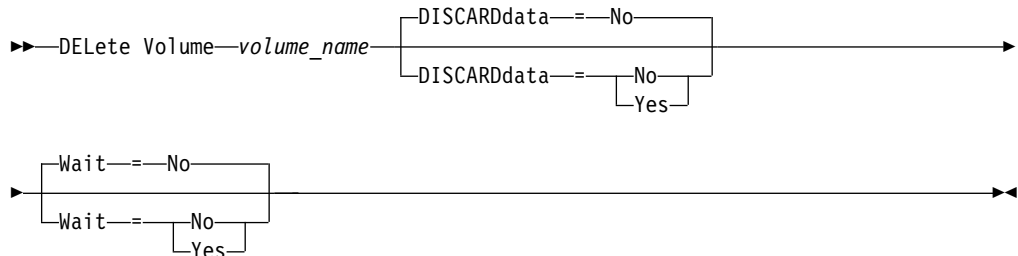 DISCARDdata = No
DELete Volume volume_name
DISCARDdata = No
Yes
Wait = No
Wait = No
Yes